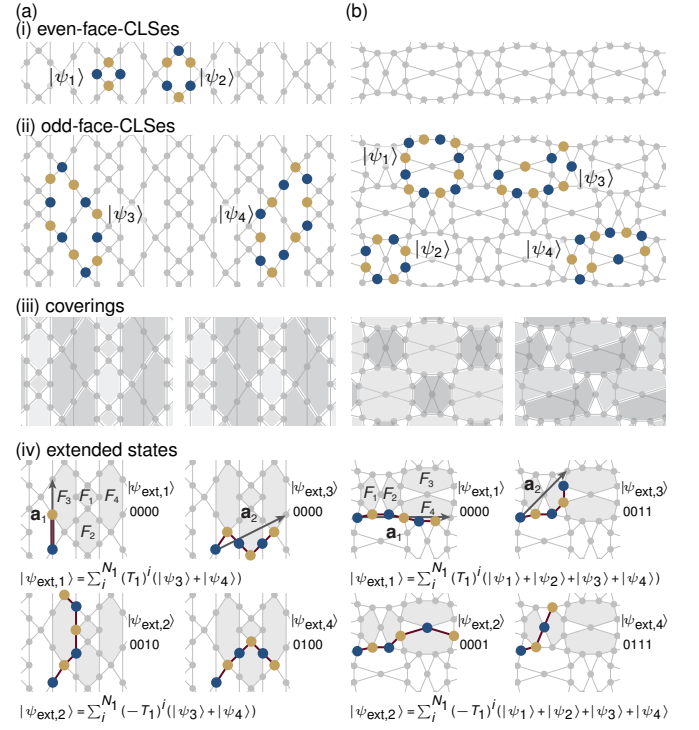 (a)
(b)
(i) even-face-CLSes
|ψ1⟩
|ψ2⟩
(ii) odd-face-CLSes
|ψ3⟩
|ψ4⟩
|ψ1⟩
|ψ3⟩
|ψ2⟩
|ψ4⟩
(iii) coverings
(iv) extended states
a1
F3
F1
F4
F2
|ψext,1⟩
0000
a2
|ψext,3⟩
0000
F3
F1
F2
F4
a1
|ψext,1⟩
0000
a2
|ψext,3⟩
0011
|ψext,1⟩ = ∑_i^{N1} (T1)^i (|ψ3⟩ + |ψ4⟩)
|ψext,1⟩ = ∑_i^{N1} (T1)^i (|ψ1⟩ + |ψ2⟩ + |ψ3⟩ + |ψ4⟩)
|ψext,2⟩
0010
|ψext,4⟩
0100
|ψext,2⟩
0001
|ψext,4⟩
0111
|ψext,2⟩ = ∑_i^{N1} (−T1)^i (|ψ3⟩ + |ψ4⟩)
|ψext,2⟩ = ∑_i^{N1} (−T1)^i (|ψ1⟩ + |ψ2⟩ + |ψ3⟩ + |ψ4⟩